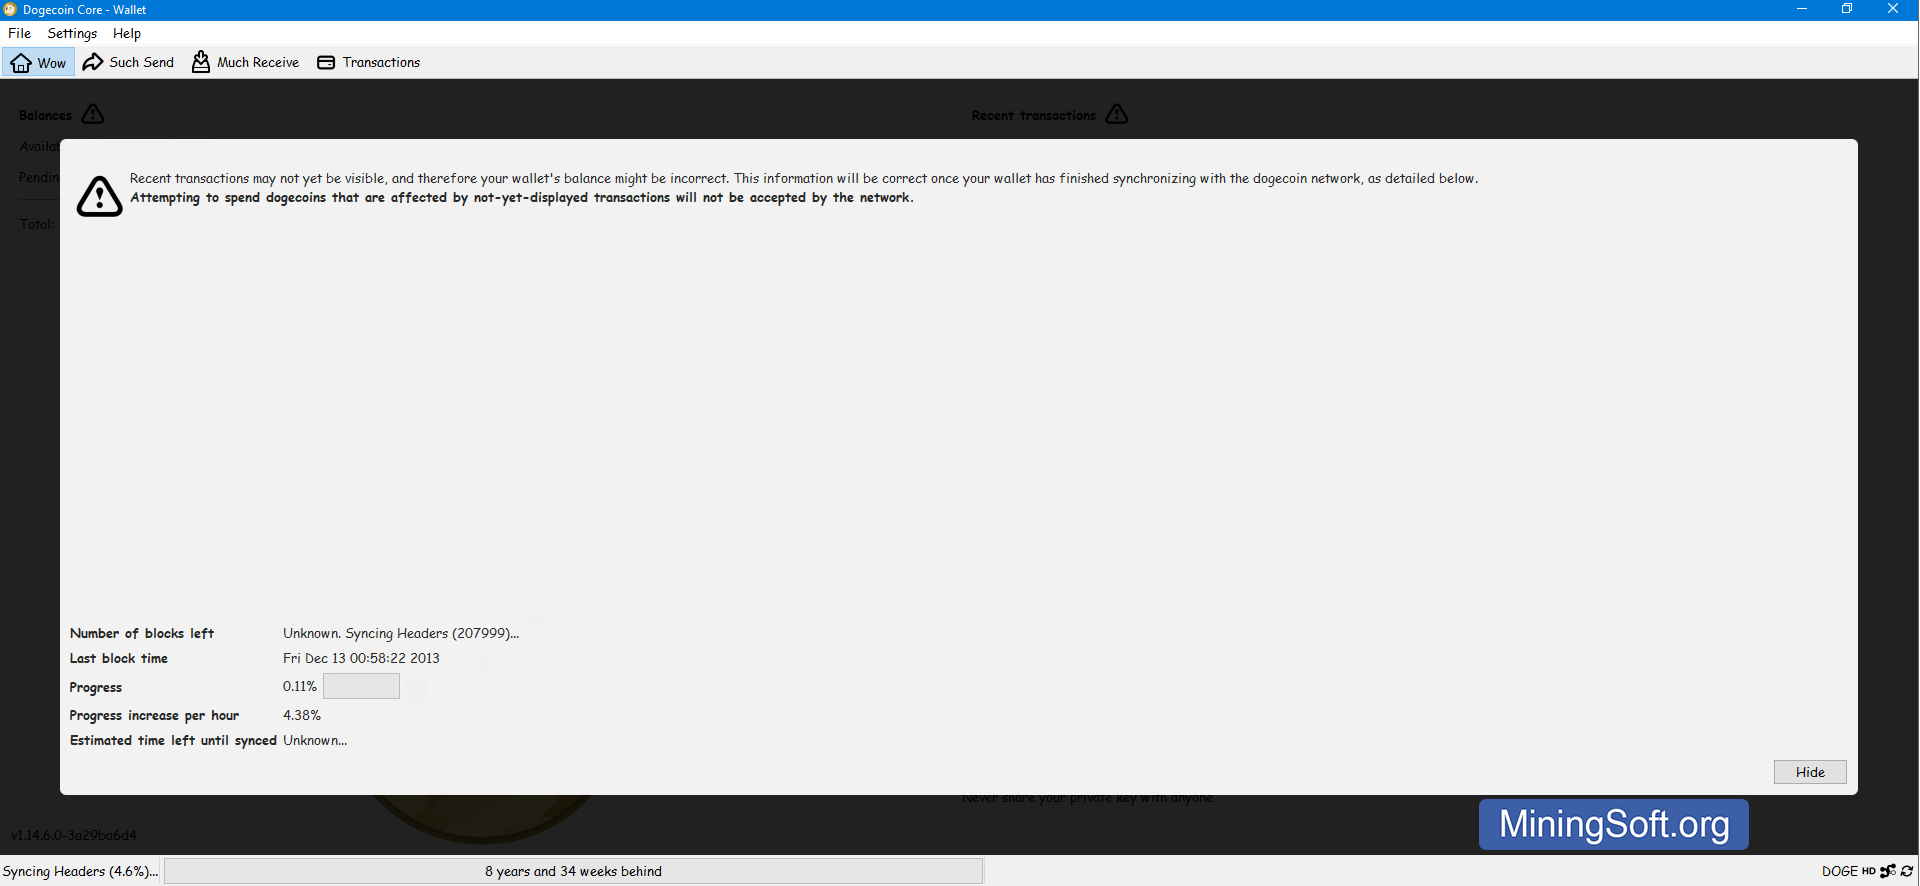 Dogecoin Core - Wallet
File Settings Help
Wow Such Send Much Receive Transactions
Balances Recent transactions
Recent transactions may not yet be visible, and therefore your wallet's balance might be incorrect. This information will be correct once your wallet has finished synchronizing with the dogecoin network, as detailed below.
Attempting to spend dogecoins that are affected by not-yet-displayed transactions will not be accepted by the network.
Total:
Number of blocks left Unknown. Syncing Headers (207999)...
Last block time Fri Dec 13 00:58:22 2013
Progress 0.11%
Progress increase per hour 4.38%
Estimated time left until synced Unknown...
Hide
Never share your private key with anyone
MiningSoft.org
v1.14.6.0-3a29ba6d4
Syncing Headers (4.6%)... 8 years and 34 weeks behind DOGE HD